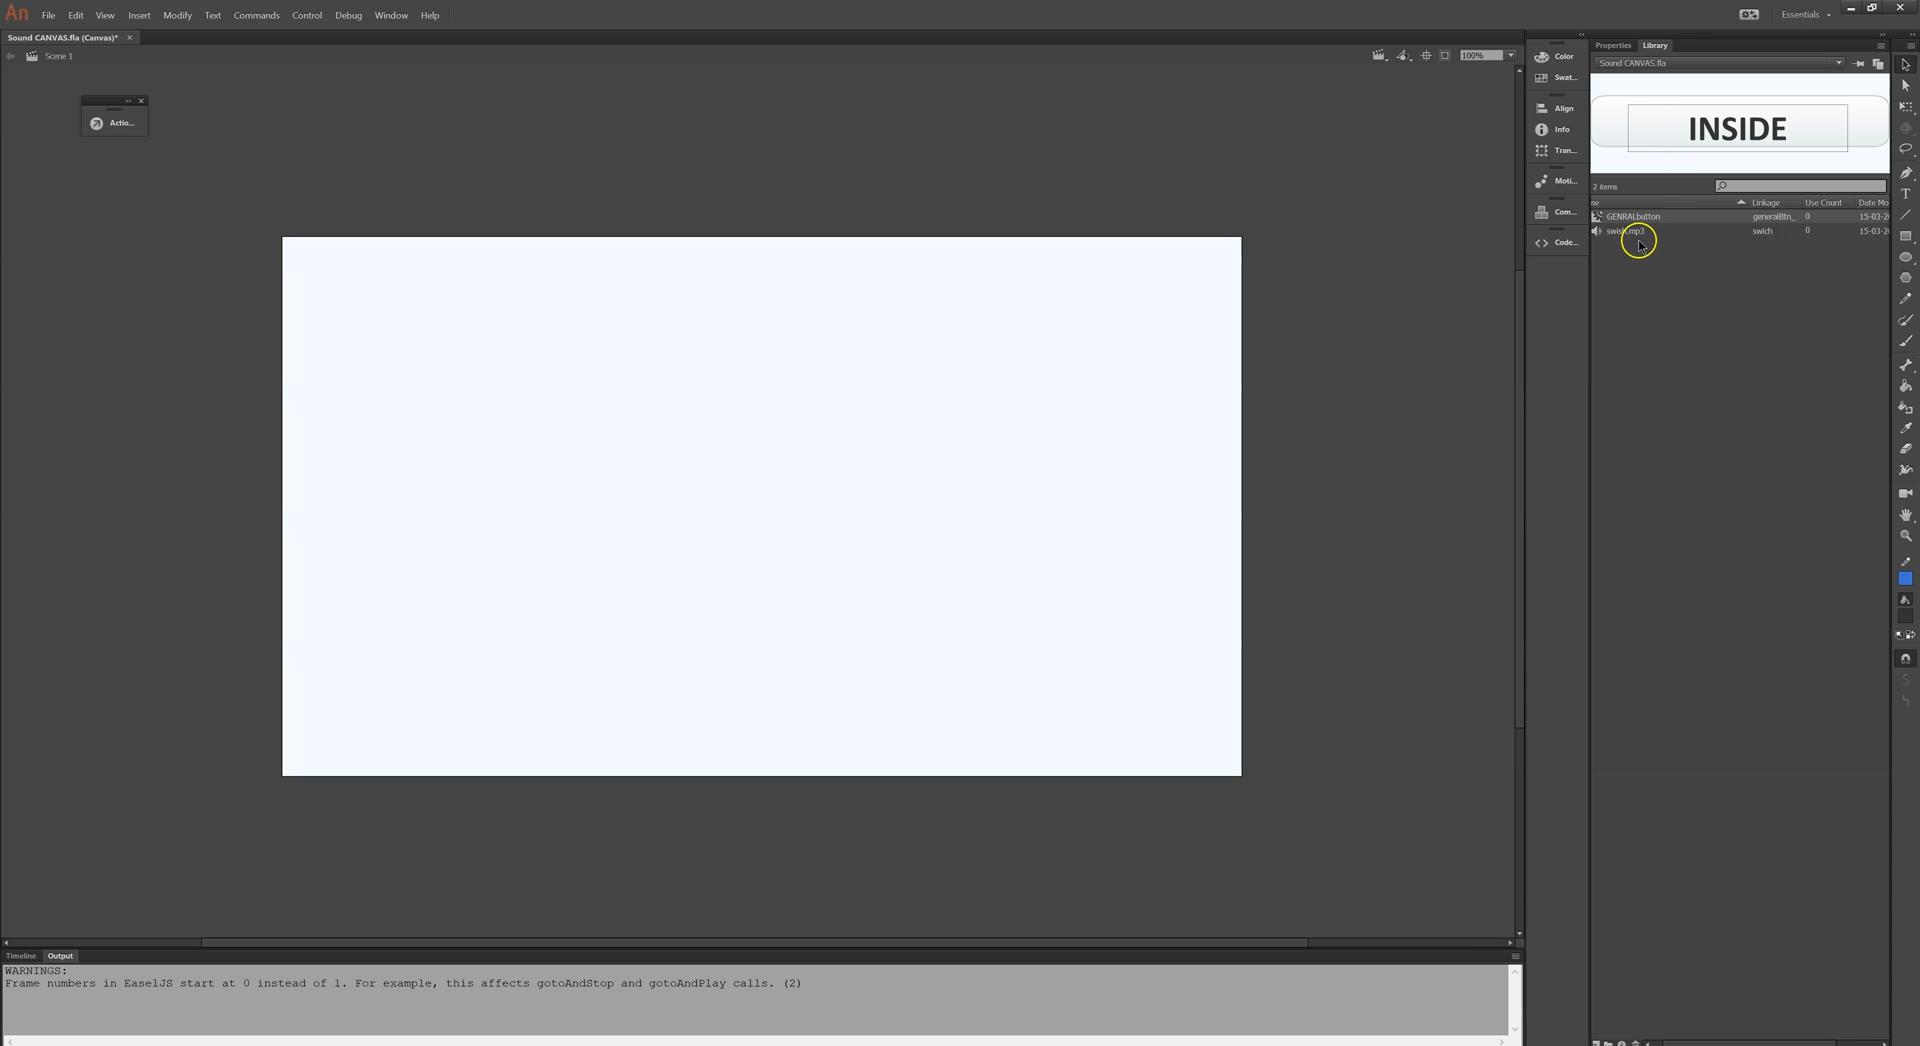 An File Edit View Insert Modify Text Commands Control Debug Window Help Essentials
Sound CANVAS.fla (Canvas)* ×
Scene 1
100%
Actio...
Color
Swat...
Align
Info
Tran...
Moti...
Com...
Code...
Properties Library
Sound CANVAS.fla
INSIDE
2 items
ne Linkage Use Count Date Mo
GENRALbutton generalBtn_ 0 15-03-2
mp3 swich 0 15-03-2
Timeline Output
WARNINGS:
Frame numbers in EaselJS start at 0 instead of 1. For example, this affects gotoAndStop and gotoAndPlay calls. (2)